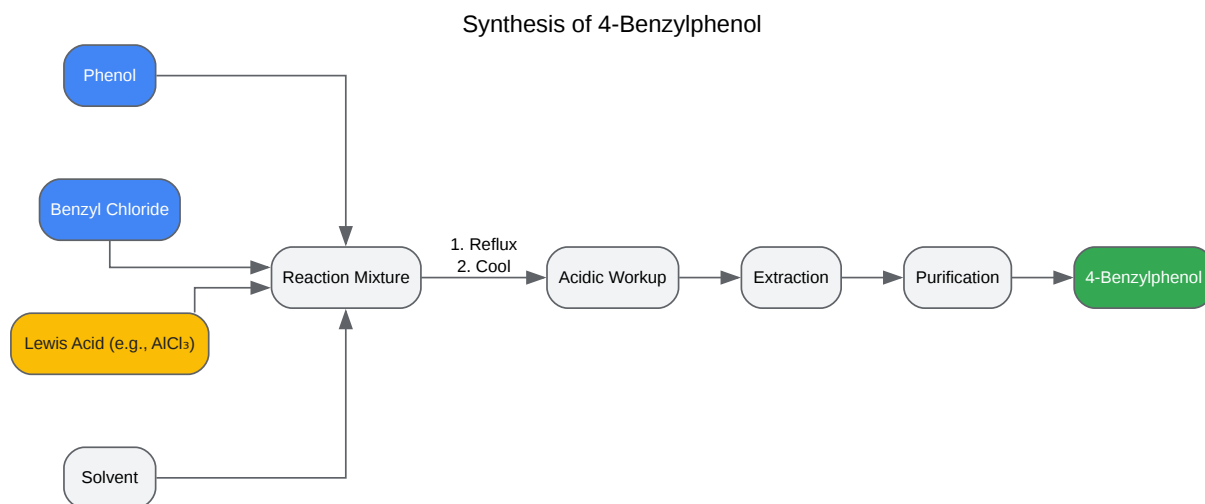 Synthesis of 4-Benzylphenol
Phenol
Benzyl Chloride
Lewis Acid (e.g., AlCl₃)
Solvent
Reaction Mixture
1. Reflux
2. Cool
Acidic Workup
Extraction
Purification
4-Benzylphenol